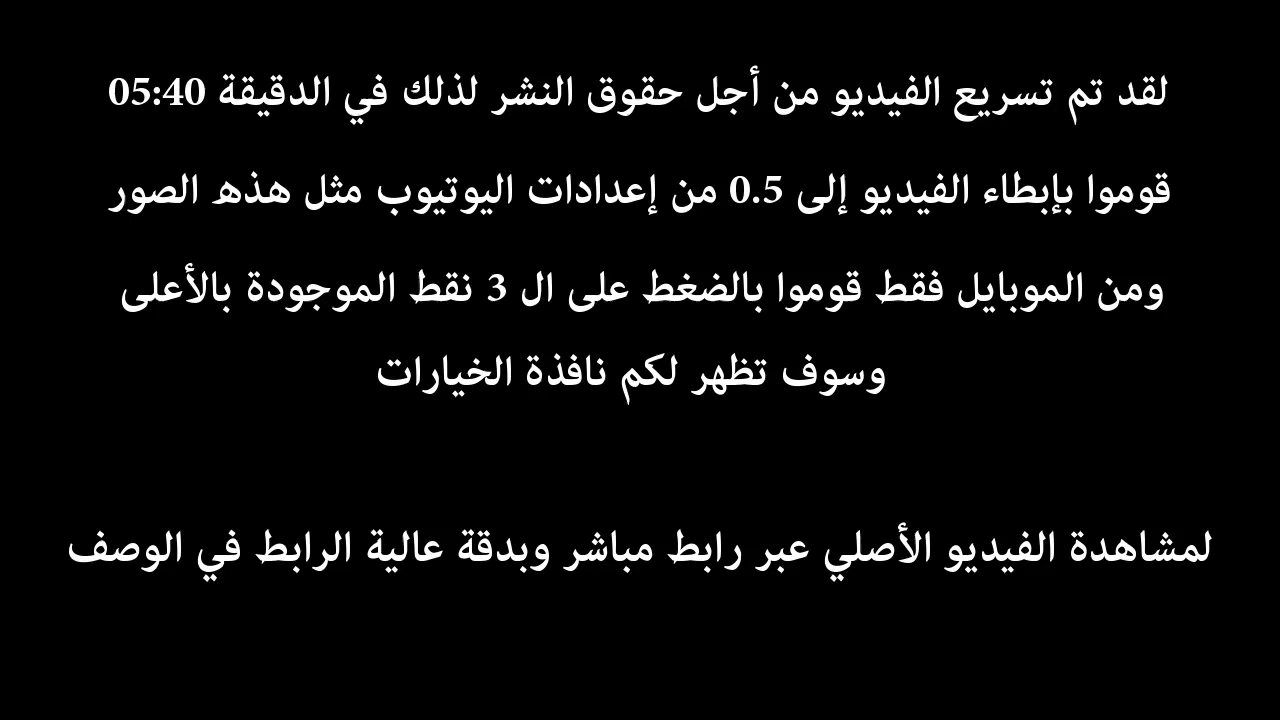 لقد تم تسريع الفيديو من أجل حقوق النشر لذلك في الدقيقة 05:40
قوموا بإبطاء الفيديو إلى 0.5 من إعدادات اليوتيوب مثل هذه الصور
ومن الموبايل فقط قوموا بالضغط على ال 3 نقط الموجودة بالأعلى
وسوف تظهر لكم نافذة الخيارات
لمشاهدة الفيديو الأصلي عبر رابط مباشر وبدقة عالية الرابط في الوصف